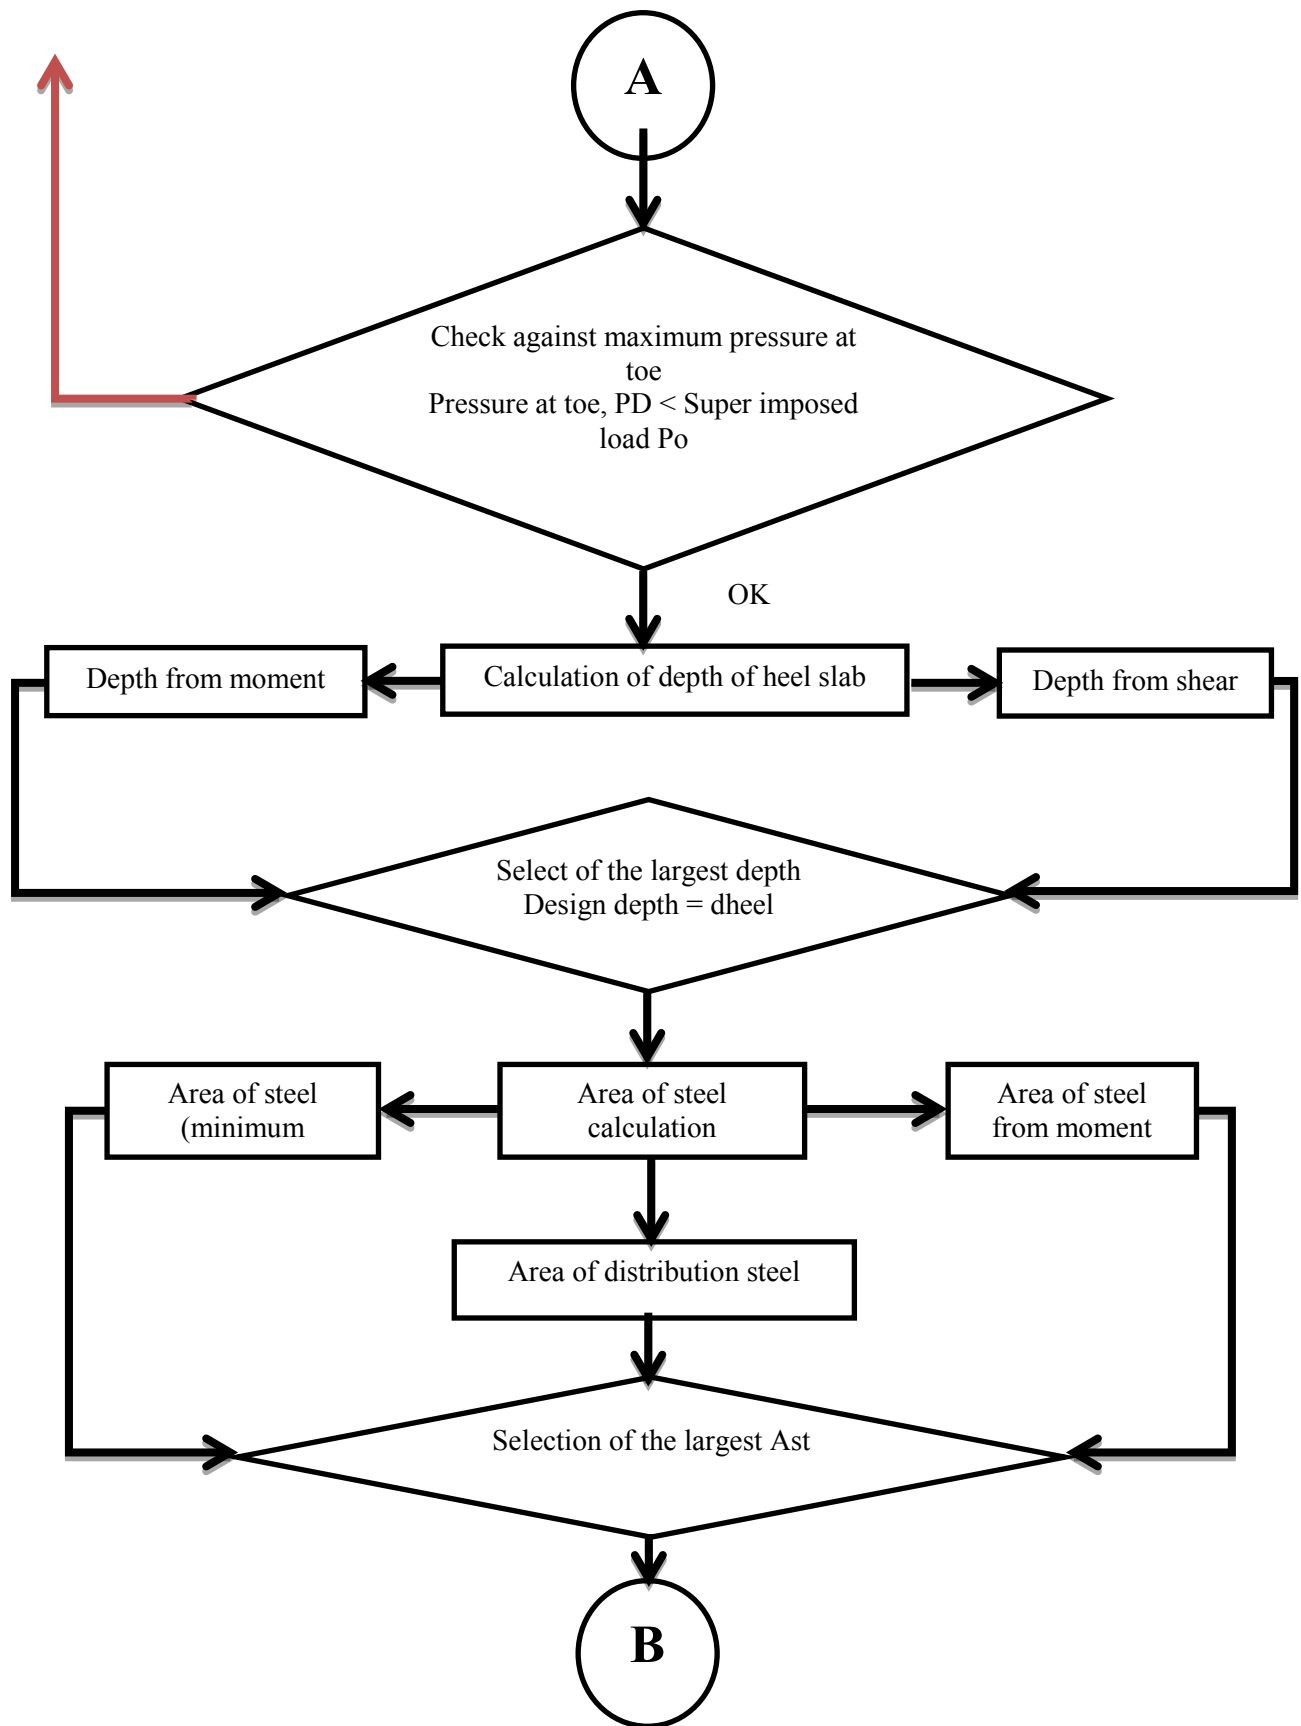 A
Check against maximum pressure at
toe
Pressure at toe, PD < Super imposed
load Po
OK
Depth from moment
Calculation of depth of heel slab
Depth from shear
Select of the largest depth
Design depth = dheel
Area of steel
(minimum
Area of steel
calculation
Area of steel
from moment
Area of distribution steel
Selection of the largest Ast
B